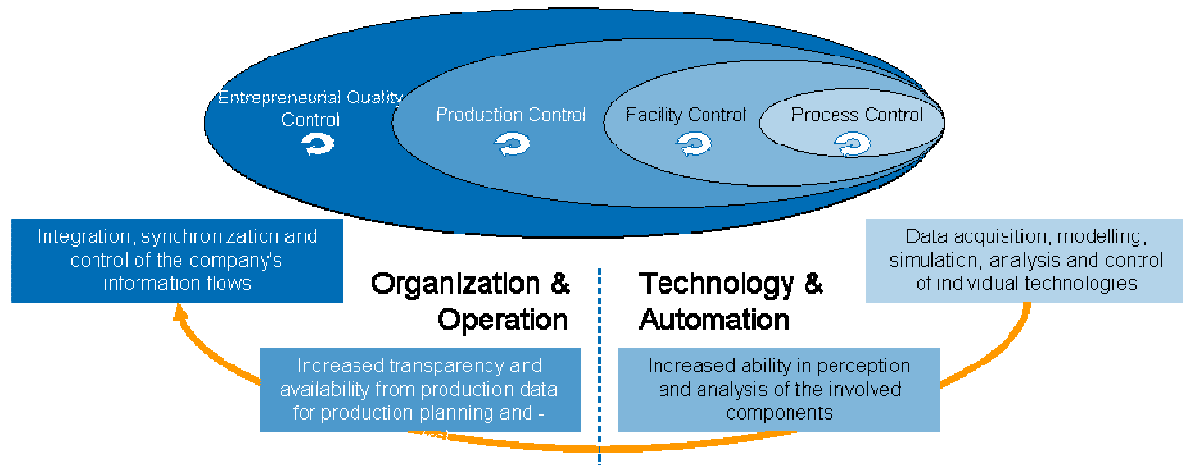 Entrepreneurial Quality
Control
Production Control
Facility Control
Process Control
Integration, synchronization and
control of the company's
information flows
Data acquisition, modelling,
simulation, analysis and control
of individual technologies
Organization &
Operation
Technology &
Automation
Increased transparency and
availability from production data
for production planning and -
Increased ability in perception
and analysis of the involved
components